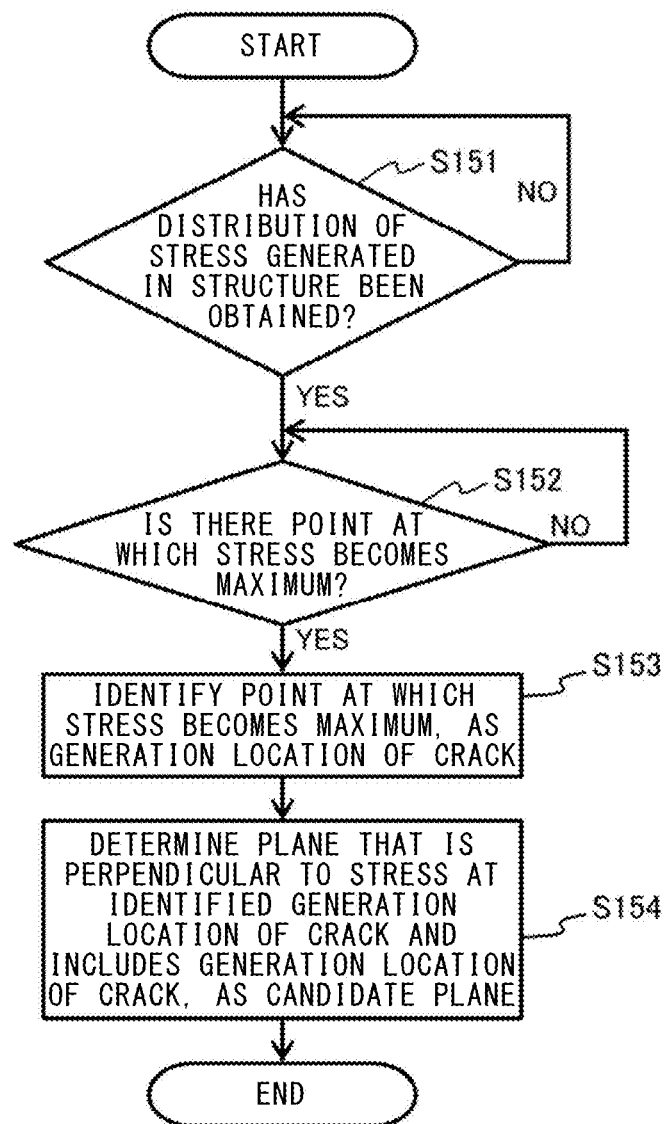 START
S151
NO
HAS
DISTRIBUTION OF
STRESS GENERATED
IN STRUCTURE BEEN
OBTAINED?
YES
S152
NO
IS THERE POINT AT
WHICH STRESS BECOMES
MAXIMUM?
YES
S153
IDENTIFY POINT AT WHICH
STRESS BECOMES MAXIMUM, AS
GENERATION LOCATION OF CRACK
DETERMINE PLANE THAT IS
PERPENDICULAR TO STRESS AT
IDENTIFIED GENERATION
LOCATION OF CRACK AND
INCLUDES GENERATION LOCATION
OF CRACK, AS CANDIDATE PLANE
S154
END